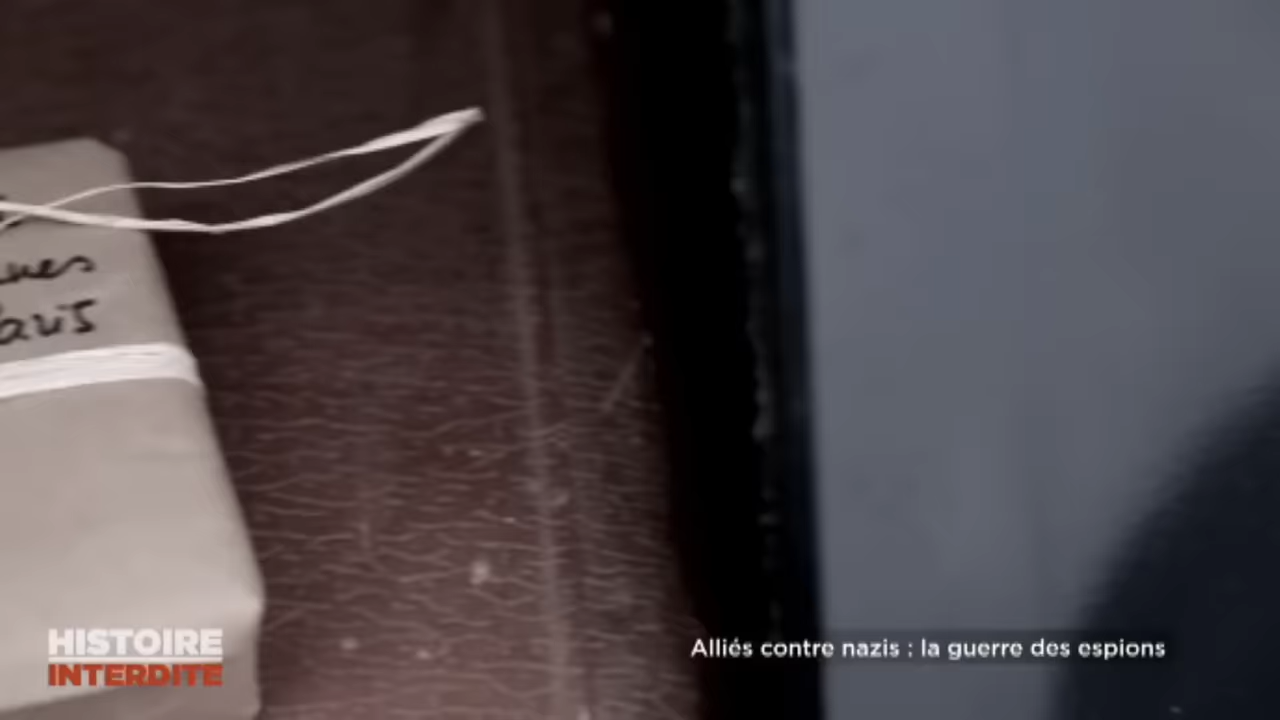 HISTOIRE
INTERDITE
Alliés contre nazis : la guerre des espions